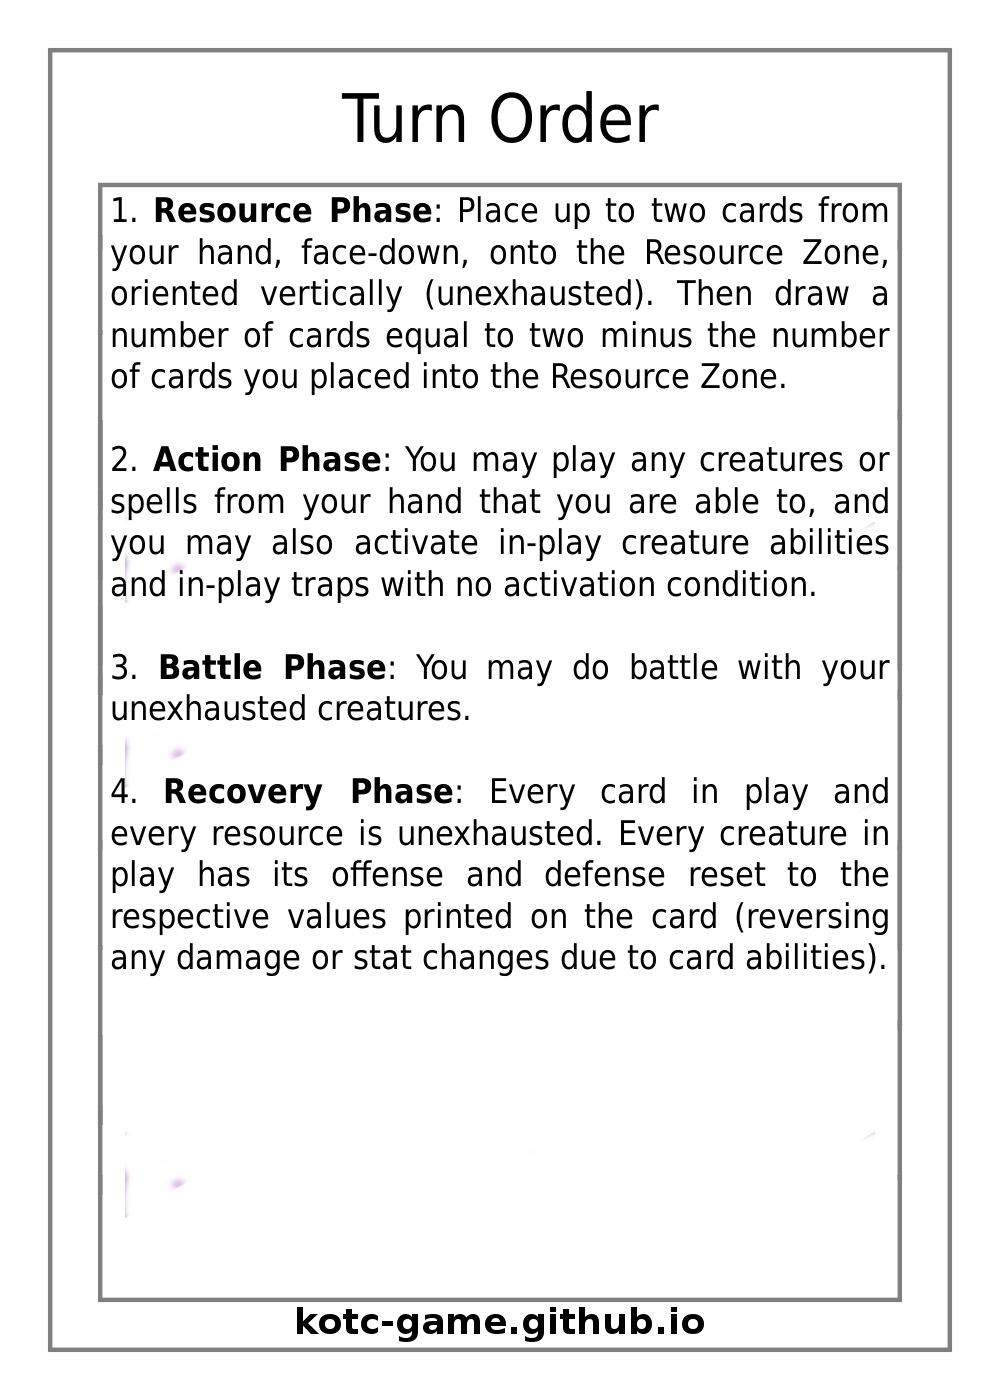 Turn Order
1. Resource Phase: Place up to two cards from
your hand, face-down, onto the Resource Zone,
oriented vertically (unexhausted). Then draw a
number of cards equal to two minus the number
of cards you placed into the Resource Zone.
2. Action Phase: You may play any creatures or
spells from your hand that you are able to, and
you may also activate in-play creature abilities
and in-play traps with no activation condition.
3. Battle Phase: You may do battle with your
unexhausted creatures.
4. Recovery Phase: Every card in play and
every resource is unexhausted. Every creature in
play has its offense and defense reset to the
respective values printed on the card (reversing
any damage or stat changes due to card abilities).
kotc-game.github.io